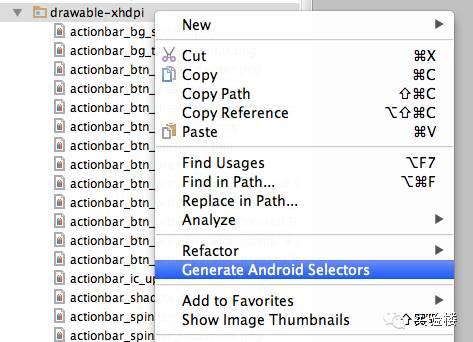 drawable-xhdpi
New
actionbar_bg_s
Cut ⌘X
actionbar_bg_t
Copy ⌘C
actionbar_btn_
Copy Path ⇧⌘C
actionbar_btn_
Copy Reference ⌥⇧⌘C
actionbar_btn_
Paste ⌘V
actionbar_btn_
actionbar_btn_
Find Usages ⌥F7
actionbar_btn_
Find in Path... ⌥⌘F
actionbar_btn_
Replace in Path...
actionbar_btn_
Analyze
actionbar_btn_
actionbar_btn_
Refactor
actionbar_btn_
Generate Android Selectors
actionbar_ic_up
actionbar_shad
Add to Favorites
actionbar_spin
Show Image Thumbnails
actionbar_spin
实验楼